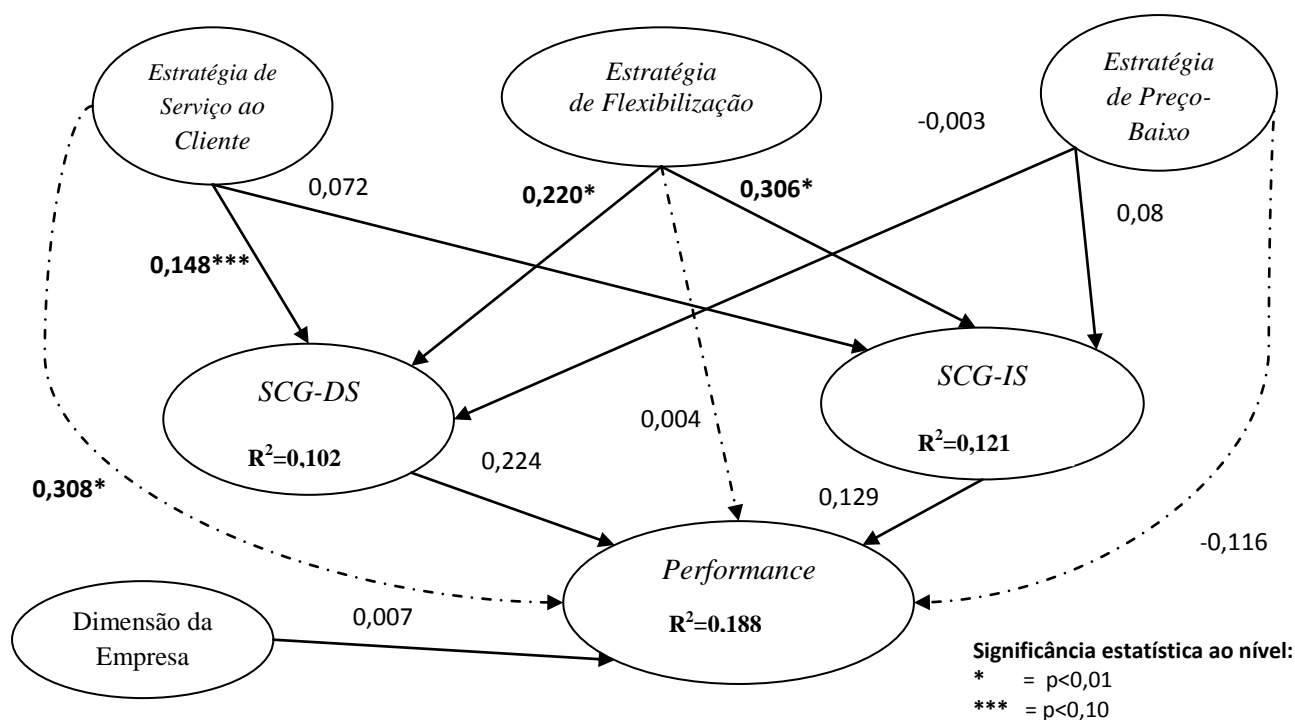 Estratégia de
Serviço ao
Cliente
Estratégia
de Flexibilização
Estratégia
de Preço-
Baixo
-0,003
0,072
0,220*
0,306*
0,08
0,148***
SCG-DS
R²=0,102
SCG-IS
R²=0,121
0,004
0,224
0,129
0,308*
-0,116
Performance
R²=0,188
Dimensão da
Empresa
0,007
Significância estatística ao nível:
* = p<0,01
*** = p<0,10